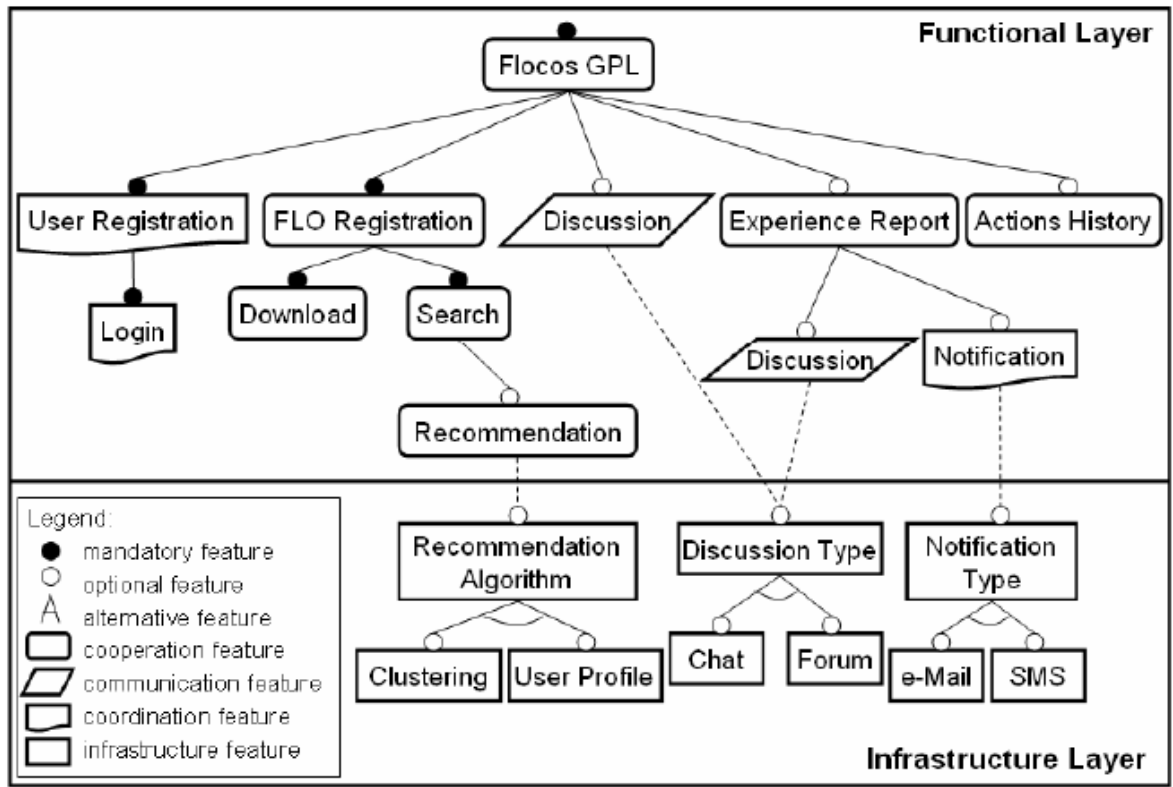 Functional Layer
Flocos GPL
User Registration
FLO Registration
Discussion
Experience Report
Actions History
Login
Download
Search
Discussion
Notification
Recommendation
Legend:
mandatory feature
optional feature
alternative feature
cooperation feature
communication feature
coordination feature
infrastructure feature
Recommendation
Algorithm
Discussion Type
Notification
Type
Clustering
User Profile
Chat
Forum
e-Mail
SMS
Infrastructure Layer